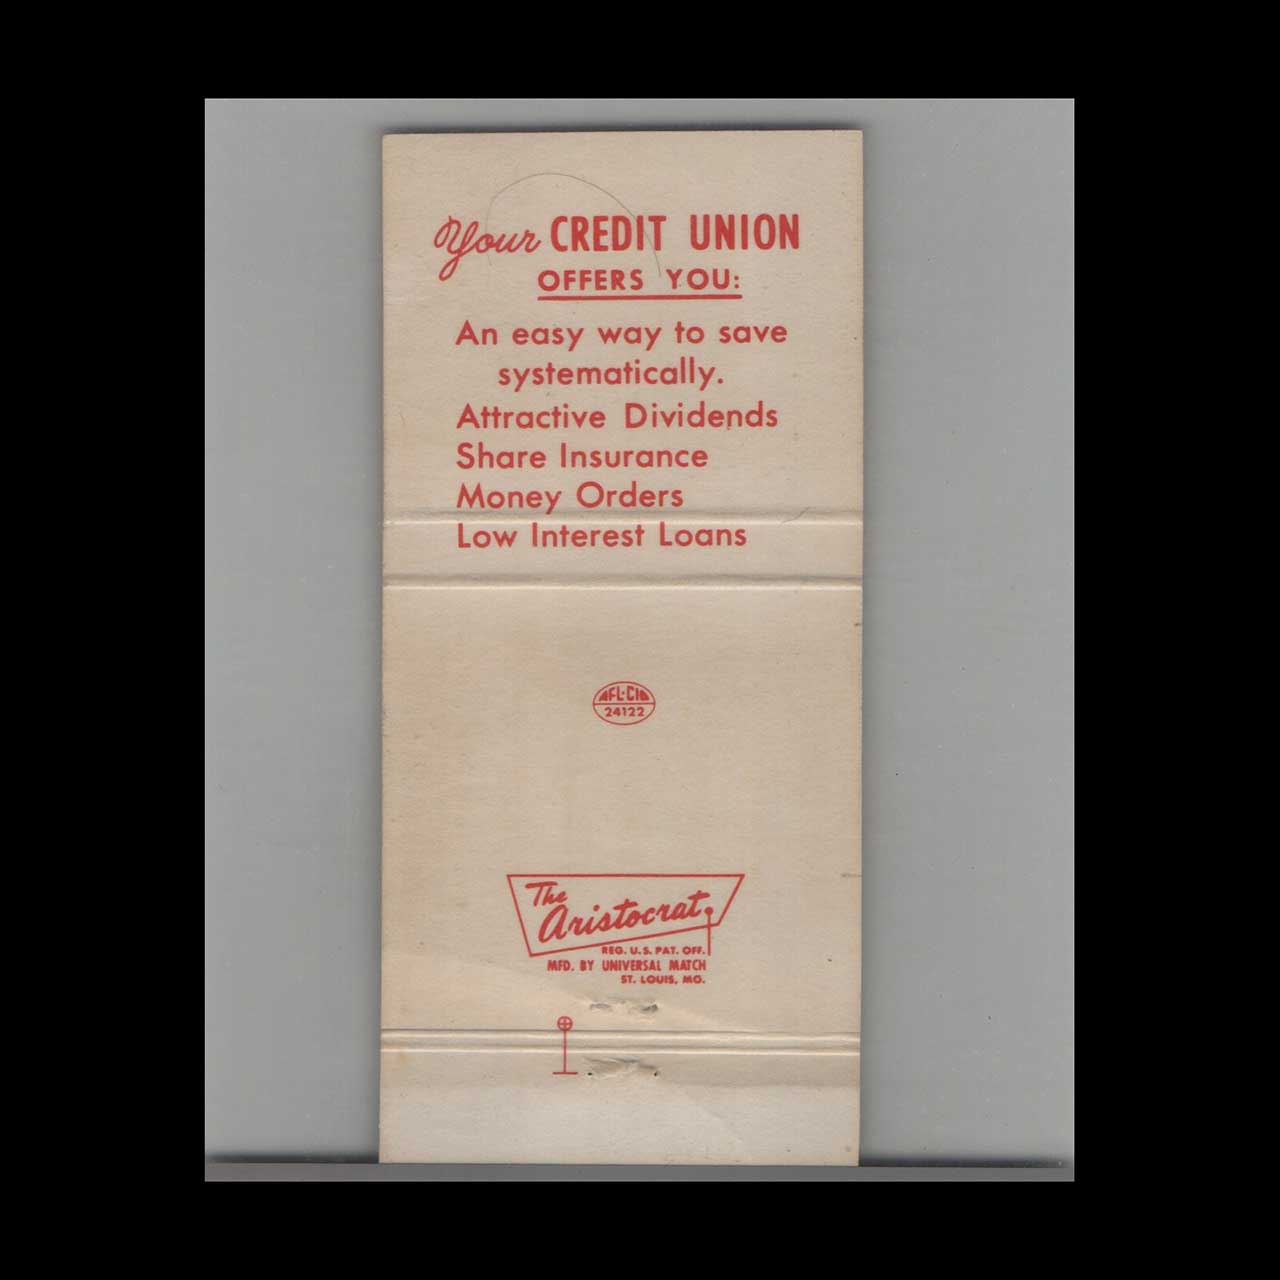 Your CREDIT UNION
OFFERS YOU:
An easy way to save
systematically.
Attractive Dividends
Share Insurance
Money Orders
Low Interest Loans
AFL-CIO
24122
The
Aristocrat
REG. U.S. PAT. OFF.
MFD. BY UNIVERSAL MATCH
ST. LOUIS, MO.